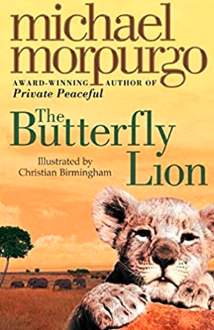 michael
morpurgo
AWARD-WINNING AUTHOR OF
Private Peaceful
The
Butterfly
Lion
Illustrated by
Christian Birmingham